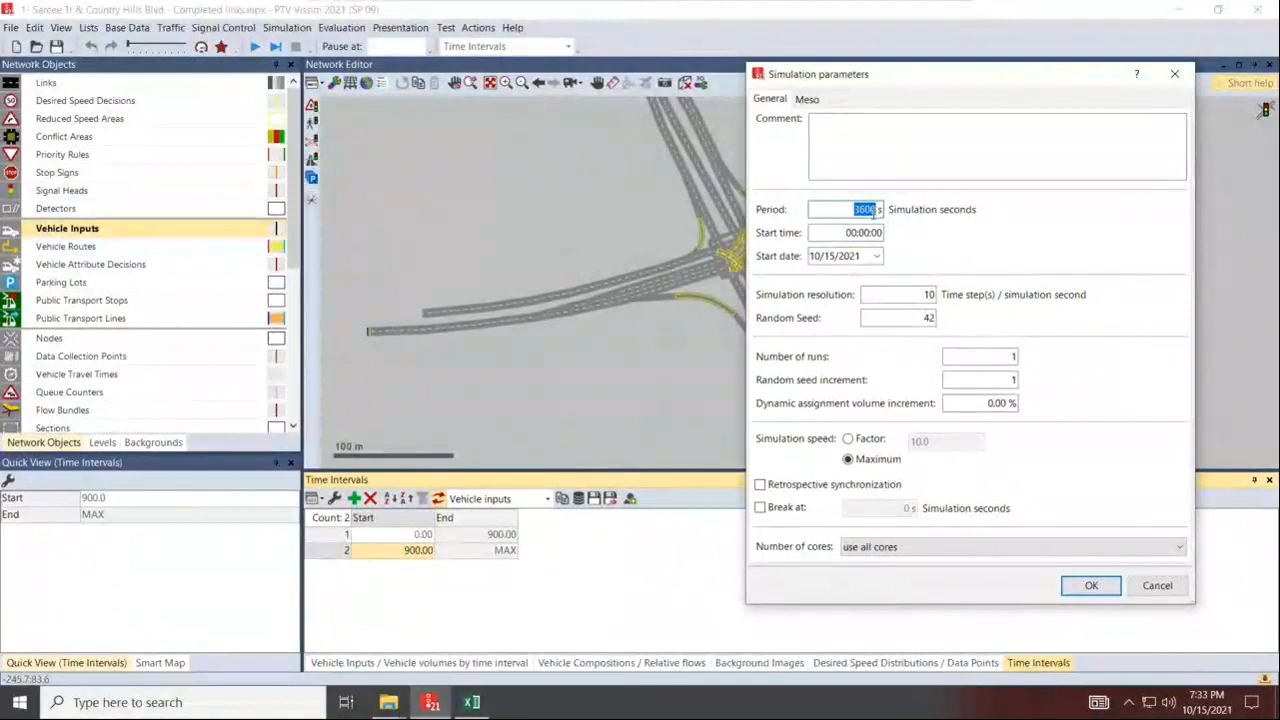 1- Sarcee Tr & Country Hills Blvd - Completed links.inpx - PTV Vissim 2021 (SP 09)
File Edit View Lists Base Data Traffic Signal Control Simulation Evaluation Presentation Test Actions Help
Pause at: Time Intervals
Network Objects
Links
Desired Speed Decisions
Reduced Speed Areas
Conflict Areas
Priority Rules
Stop Signs
Signal Heads
Detectors
Vehicle Inputs
Vehicle Routes
Vehicle Attribute Decisions
Parking Lots
Public Transport Stops
Public Transport Lines
Nodes
Data Collection Points
Vehicle Travel Times
Queue Counters
Flow Bundles
Sections
Network Objects Levels Backgrounds
Quick View (Time Intervals)
Start 900.0
End MAX
Quick View (Time Intervals) Smart Map
-245.7:83.6
Network Editor
Short help
100 m
Time Intervals
Vehicle inputs
Count: 2 Start End
1 0.00 900.00
2 900.00 MAX
Vehicle Inputs / Vehicle volumes by time interval Vehicle Compositions / Relative flows Background Images Desired Speed Distributions / Data Points Time Intervals
Simulation parameters
?
General Meso
Comment:
Period: 3600 s Simulation seconds
Start time: 00:00:00
Start date: 10/15/2021
Simulation resolution: 10 Time step(s) / simulation second
Random Seed: 42
Number of runs: 1
Random seed increment: 1
Dynamic assignment volume increment: 0.00 %
Simulation speed: Factor: 10.0
Maximum
Retrospective synchronization
Break at: 0 s Simulation seconds
Number of cores: use all cores
OK Cancel
Type here to search
7:33 PM
10/15/2021